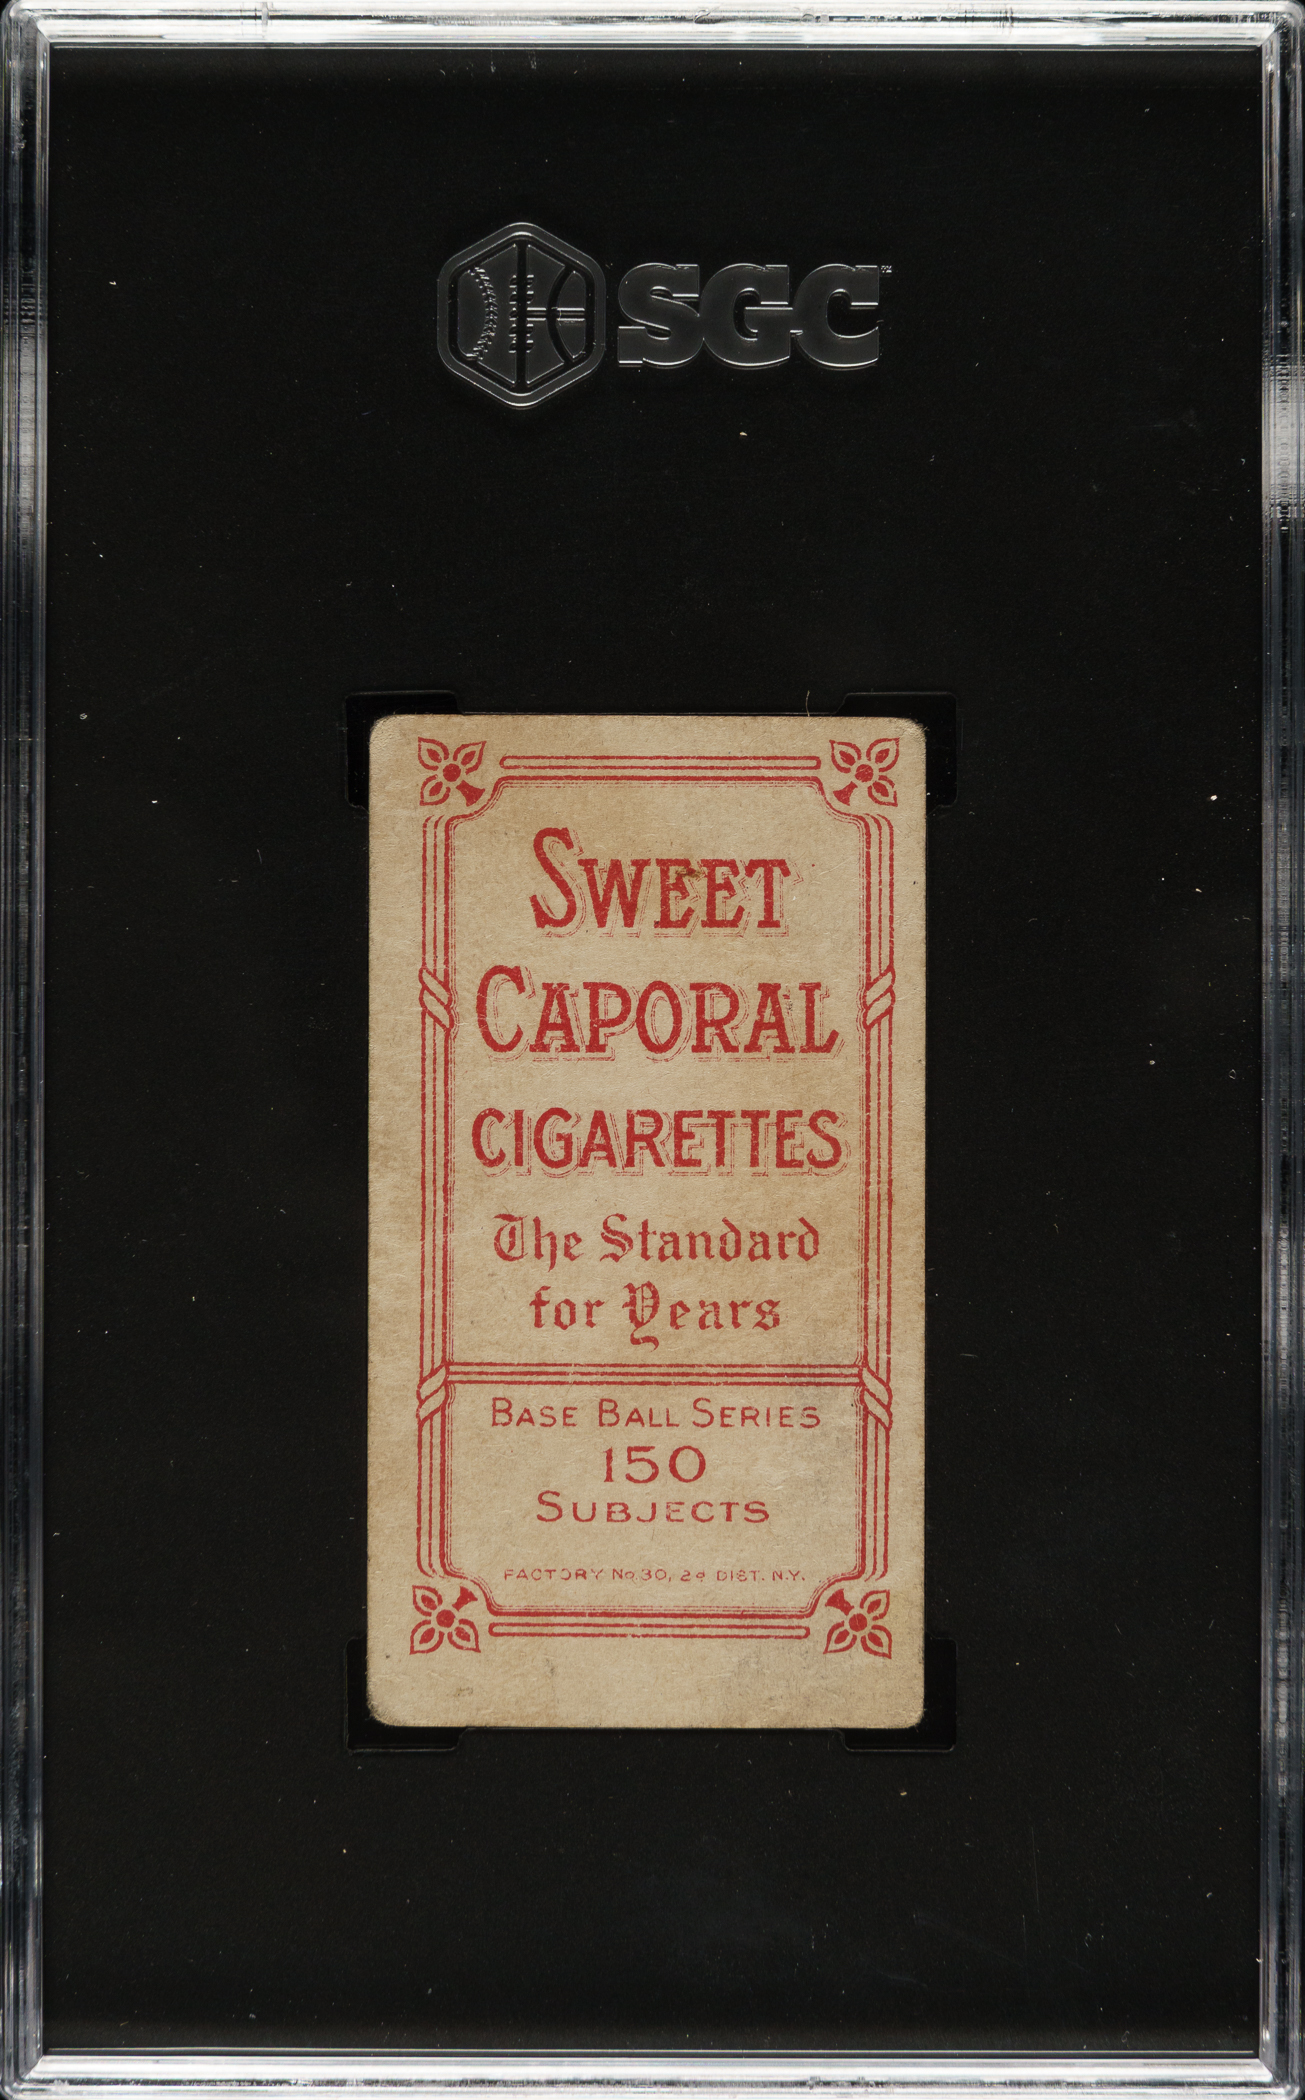 SGC
SWEET
CAPORAL
CIGARETTES
The Standard
for Years
BASE BALL SERIES
150
SUBJECTS
FACTORY No 30, 2d DIST. N.Y.